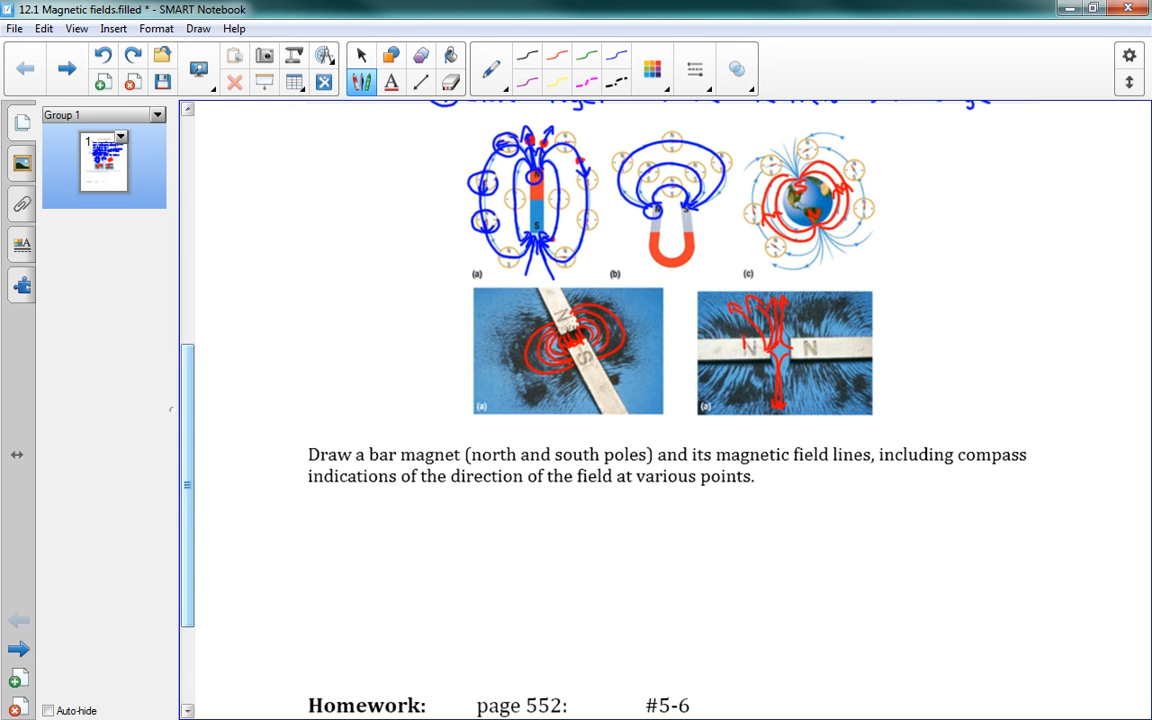 12.1 Magnetic fields.filled * - SMART Notebook
File Edit View Insert Format Draw Help
Group 1
1
N
S
N S
S
N
(a) (b) (c)
N
S
N N
(a) (a)
Draw a bar magnet (north and south poles) and its magnetic field lines, including compass
indications of the direction of the field at various points.
Homework: page 552: #5-6
Auto-hide